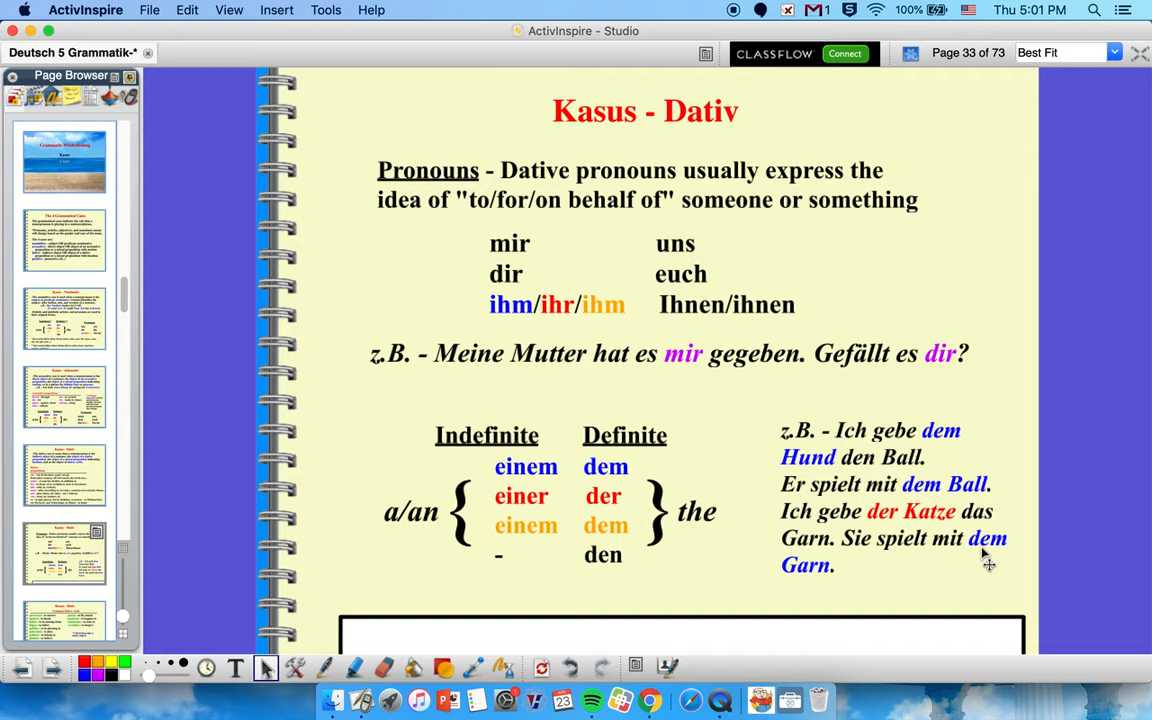 ActivInspire File Edit View Insert Tools Help 1 5 100% Thu 5:01 PM
ActivInspire - Studio
Deutsch 5 Grammatik-* CLASSFLOW Connect Page 33 of 73 Best Fit
Page Browser
Kasus - Dativ
Pronouns - Dative pronouns usually express the
idea of "to/for/on behalf of" someone or something
mir uns
dir euch
ihm/ihr/ihm Ihnen/ihnen
z.B. - Meine Mutter hat es mir gegeben. Gefällt es dir?
Indefinite Definite
einem dem
einer der
a/an { } the
einem dem
- den
z.B. - Ich gebe dem
Hund den Ball.
Er spielt mit dem Ball.
Ich gebe der Katze das
Garn. Sie spielt mit dem
Garn.
T